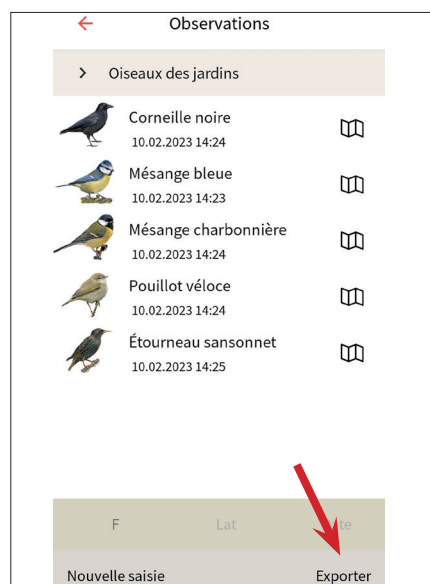 Observations
Oiseaux des jardins
Corneille noire
10.02.2023 14:24
Mésange bleue
10.02.2023 14:23
Mésange charbonnière
10.02.2023 14:24
Pouillot véloce
10.02.2023 14:24
Étourneau sansonnet
10.02.2023 14:25
F Lat
Nouvelle saisie Exporter